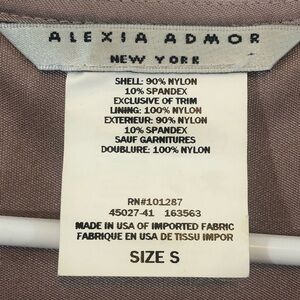 ALEXIA ADMOR
NEW YORK
SHELL: 90% NYLON
10% SPANDEX
EXCLUSIVE OF TRIM
LINING: 100% NYLON
EXTERIEUR: 90% NYLON
10% SPANDEX
SAUF GARNITURES
DOUBLURE: 100% NYLON
RN#101287
45027-41 163563
MADE IN USA OF IMPORTED FABRIC
FABRIQUE EN USA DE TISSU IMPOR
SIZE S